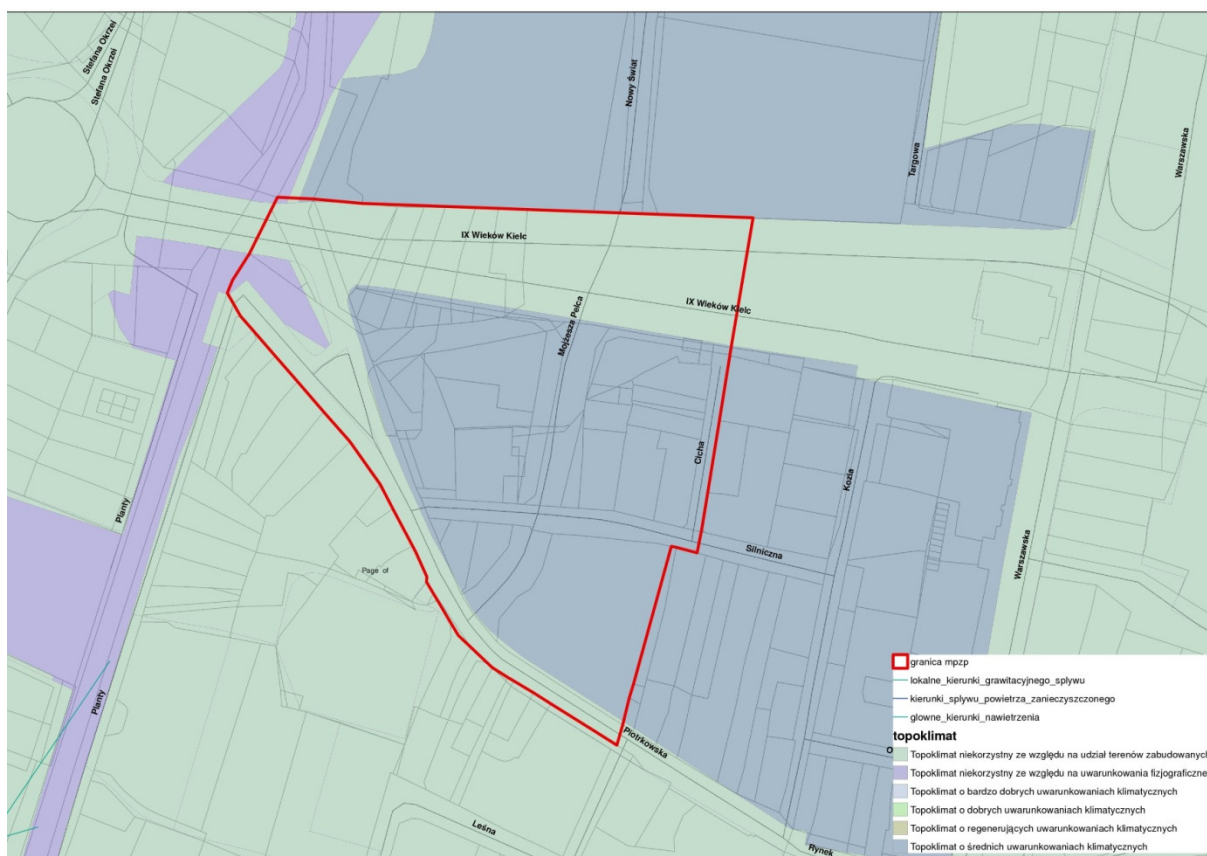 Stefana Okrzei
Stefana Okrzei
Nowy Świat
Targowa
Warszawska
IX Wieków Kielc
IX Wieków Kielc
Mojżesza Pelca
Cicha
Kozia
Planty
Silniczna
Page of
Warszawska
Planty
Piotrkowska
Leśna
Rynek
O
granica mpzp
lokalne_kierunki_grawitacyjnego_spływu
kierunki_spływu_powietrza_zanieczyszczonego
glowne_kierunki_nawietrzenia
topoklimat
Topoklimat niekorzystny ze względu na udział terenów zabudowanych
Topoklimat niekorzystny ze względu na uwarunkowania fizjograficzne
Topoklimat o bardzo dobrych uwarunkowaniach klimatycznych
Topoklimat o dobrych uwarunkowaniach klimatycznych
Topoklimat o regenerujących uwarunkowaniach klimatycznych
Topoklimat o średnich uwarunkowaniach klimatycznych